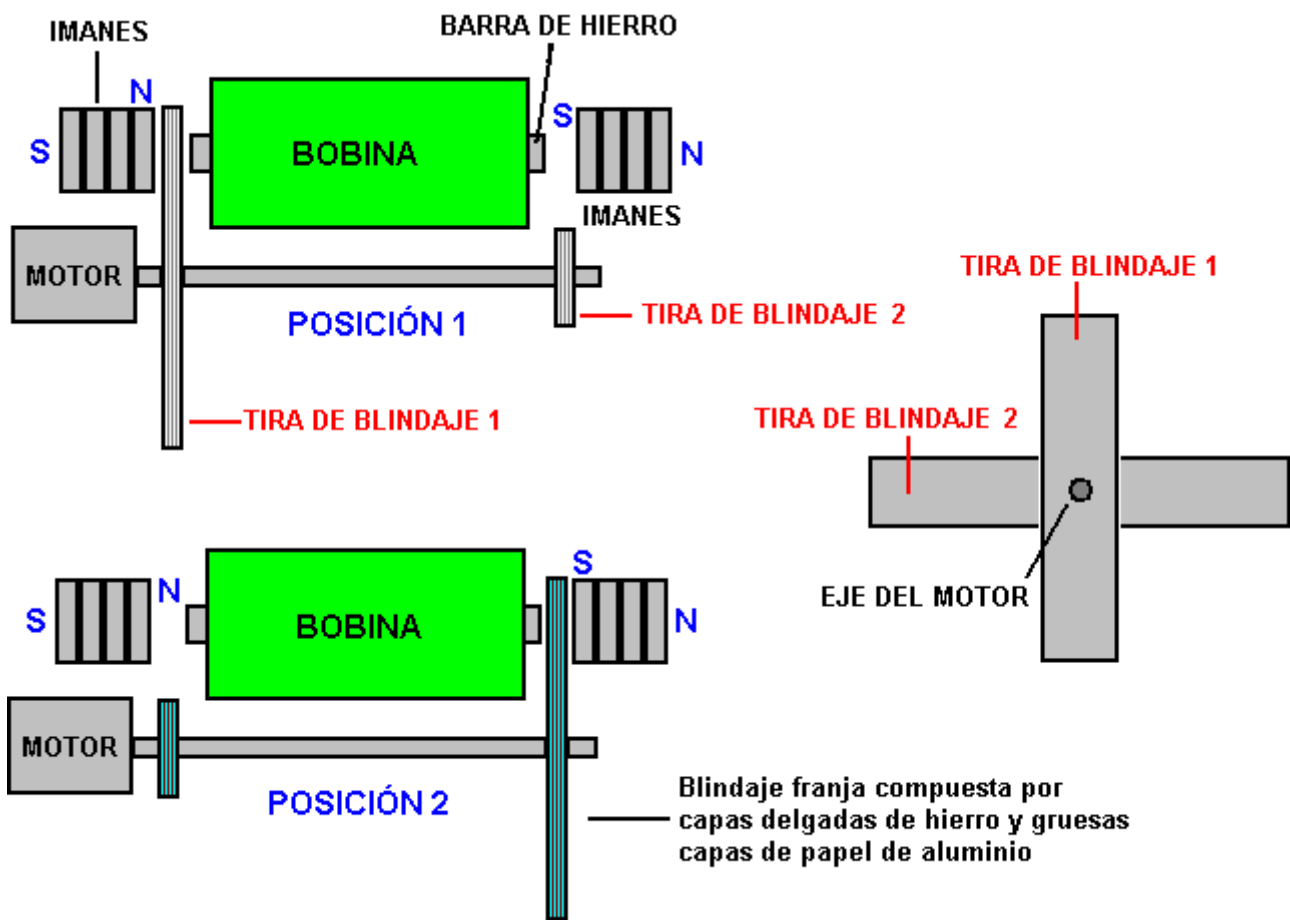 IMANES
BARRA DE HIERRO
N
S
S
BOBINA
S
N
IMANES
MOTOR
TIRA DE BLINDAJE 1
POSICIÓN 1
TIRA DE BLINDAJE 2
TIRA DE BLINDAJE 1
TIRA DE BLINDAJE 2
EJE DEL MOTOR
S
N
BOBINA
S
N
MOTOR
POSICIÓN 2
Blindaje franja compuesta por
capas delgadas de hierro y gruesas
capas de papel de aluminio